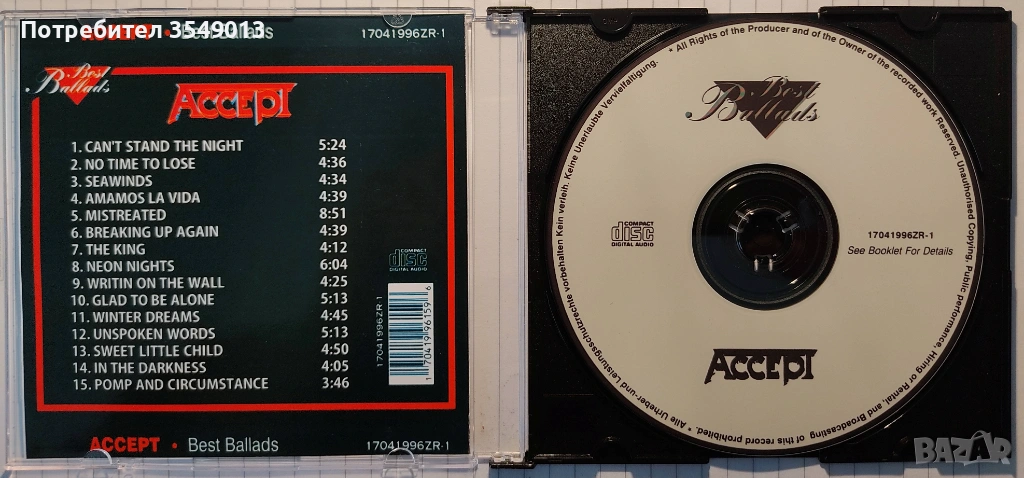 Потребител 3549013
ACCEPT • Best Ballads 17041996ZR-1
Best
Ballads
ACCEPT
1. CAN'T STAND THE NIGHT 5:24
2. NO TIME TO LOSE 4:36
3. SEAWINDS 4:34
4. AMAMOS LA VIDA 4:39
5. MISTREATED 8:51
6. BREAKING UP AGAIN 4:39
7. THE KING 4:12
8. NEON NIGHTS 6:04
9. WRITIN ON THE WALL 4:25
10. GLAD TO BE ALONE 5:13
11. WINTER DREAMS 4:45
12. UNSPOKEN WORDS 5:13
13. SWEET LITTLE CHILD 4:50
14. IN THE DARKNESS 4:05
15. POMP AND CIRCUMSTANCE 3:46
COMPACT
disc
DIGITAL AUDIO
17041996ZR-1
1 70419 96159 6
ACCEPT • Best Ballads 17041996ZR-1
* All Rights of the Producer and of the Owner of the recorded work Reserved. Unauthorised Copying, Public performance, Hiring or Rental, and Broadcasting of this record prohibited.
* Alle Urheber-und Leistungsschutzrechte vorbehalten Kein verleih. Keine Unerlaubte Vervielfaltigung.
Best
Ballads
COMPACT
disc
DIGITAL AUDIO
17041996ZR-1
See Booklet For Details
ACCEPT
BAZAR